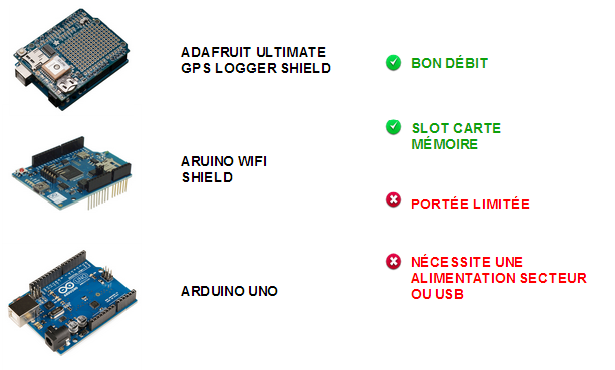 ADAFRUIT ULTIMATE
GPS LOGGER SHIELD
ARUINO WIFI
SHIELD
ARDUINO UNO
BON DÉBIT
SLOT CARTE
MÉMOIRE
PORTÉE LIMITÉE
NÉCESSITE UNE
ALIMENTATION SECTEUR
OU USB